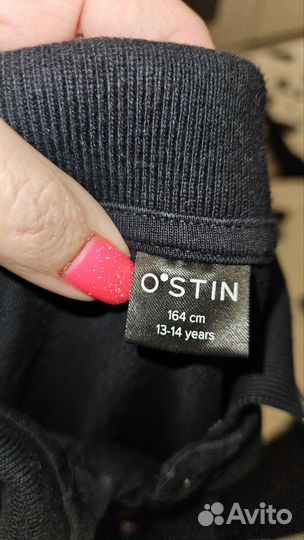 O'STIN
164 cm
13-14 years
Avito